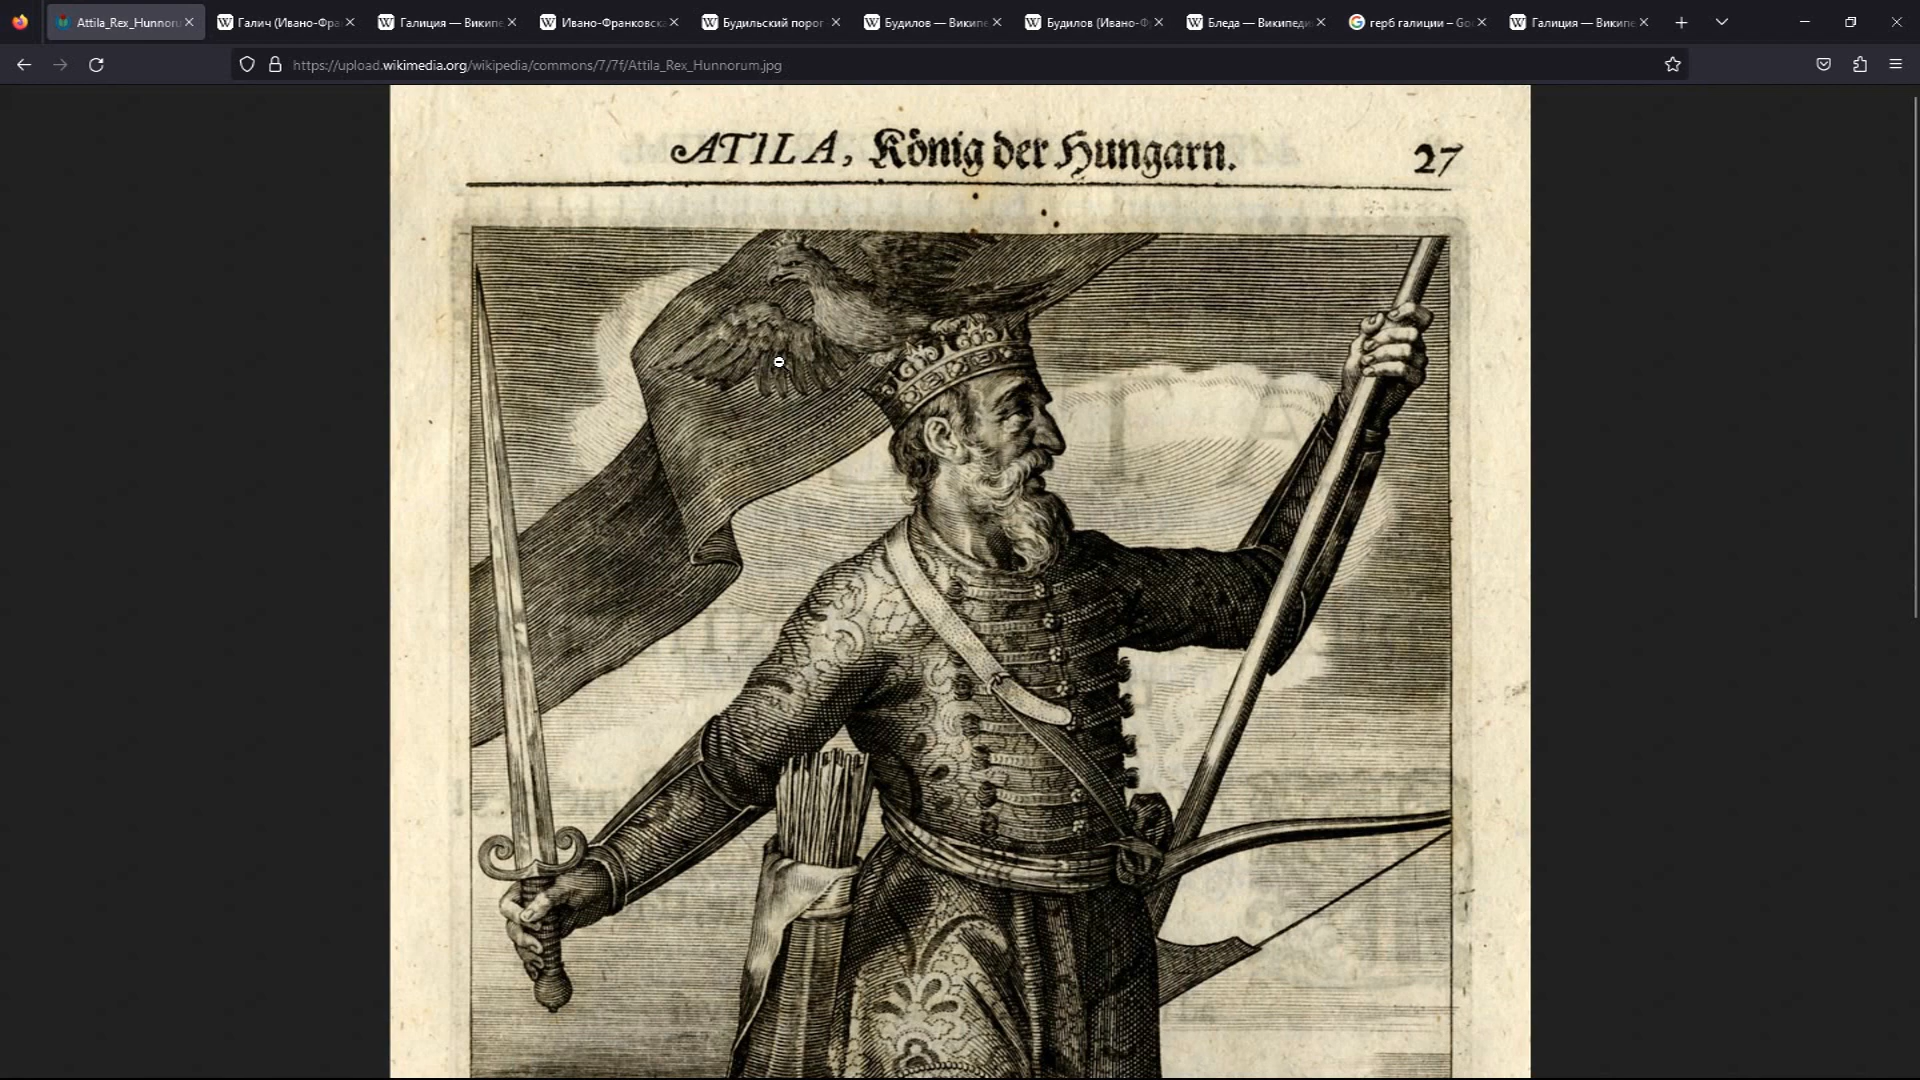 Attila_Rex_Hunnoru
Галич (Ивано-Фра
Галиция — Википе
Ивано-Франковска
Будильский порог
Будилов — Википе
Будилов (Ивано-Ф
Бледа — Википеди
герб галиции – Go
Галиция — Википе
https://upload.wikimedia.org/wikipedia/commons/7/7f/Attila_Rex_Hunnorum.jpg
ATILA, König der Hungarn. 27